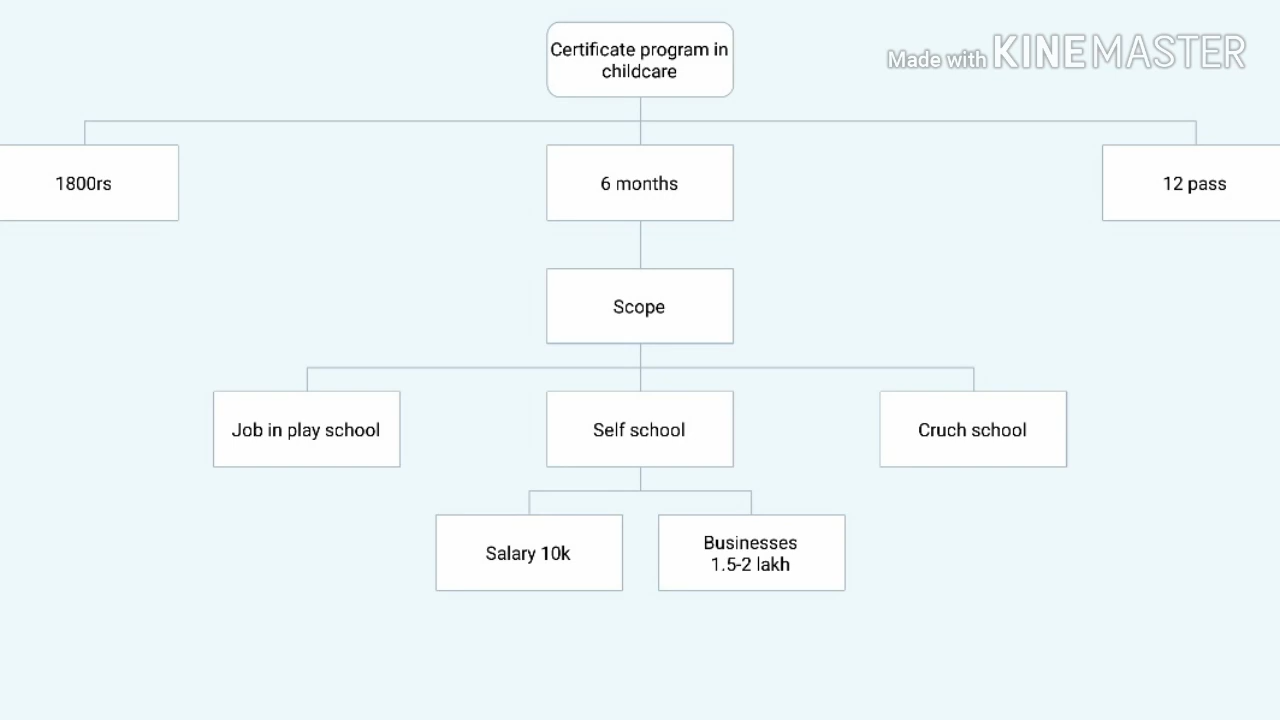 Certificate program in
childcare
Made with KINEMASTER
1800rs
6 months
12 pass
Scope
Job in play school
Self school
Cruch school
Salary 10k
Businesses
1.5-2 lakh